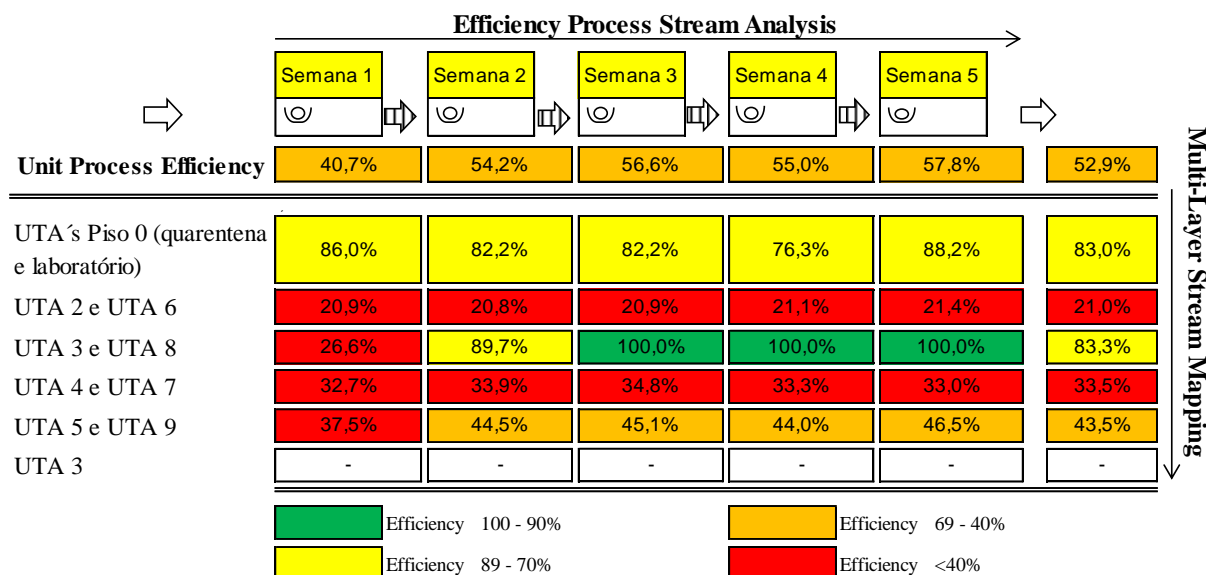 Efficiency Process Stream Analysis
Semana 1 Semana 2 Semana 3 Semana 4 Semana 5
Unit Process Efficiency 40,7% 54,2% 56,6% 55,0% 57,8% 52,9%
UTA´s Piso 0 (quarentena
e laboratório) 86,0% 82,2% 82,2% 76,3% 88,2% 83,0%
UTA 2 e UTA 6 20,9% 20,8% 20,9% 21,1% 21,4% 21,0%
UTA 3 e UTA 8 26,6% 89,7% 100,0% 100,0% 100,0% 83,3%
UTA 4 e UTA 7 32,7% 33,9% 34,8% 33,3% 33,0% 33,5%
UTA 5 e UTA 9 37,5% 44,5% 45,1% 44,0% 46,5% 43,5%
UTA 3 - - - - - -
Multi-Layer Stream Mapping
Efficiency 100 - 90% Efficiency 69 - 40%
Efficiency 89 - 70% Efficiency <40%